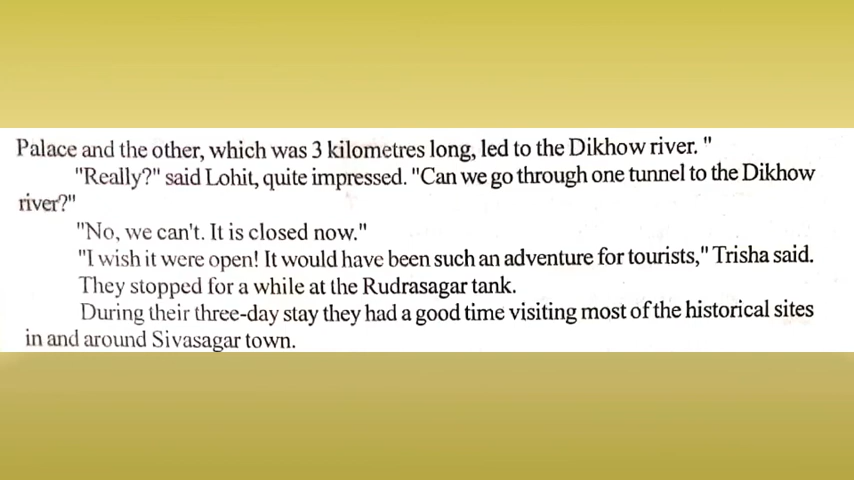 Palace and the other, which was 3 kilometres long, led to the Dikhow river. "
"Really?" said Lohit, quite impressed. "Can we go through one tunnel to the Dikhow
river?"
"No, we can't. It is closed now."
"I wish it were open! It would have been such an adventure for tourists," Trisha said.
They stopped for a while at the Rudrasagar tank.
During their three-day stay they had a good time visiting most of the historical sites
in and around Sivasagar town.